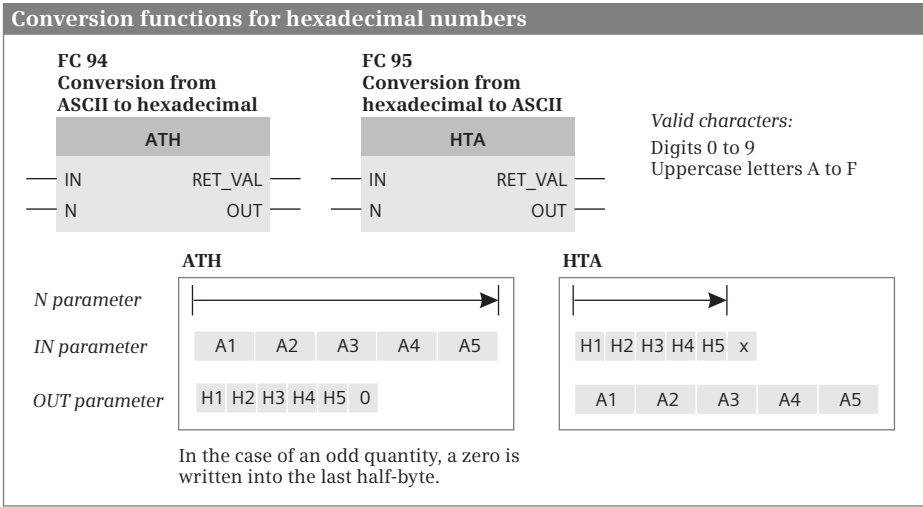 Conversion functions for hexadecimal numbers
FC 94
Conversion from
ASCII to hexadecimal
ATH
IN RET_VAL
N OUT
FC 95
Conversion from
hexadecimal to ASCII
HTA
IN RET_VAL
N OUT
Valid characters:
Digits 0 to 9
Uppercase letters A to F
ATH
HTA
N parameter
IN parameter A1 A2 A3 A4 A5 H1 H2 H3 H4 H5 x
OUT parameter H1 H2 H3 H4 H5 0 A1 A2 A3 A4 A5
In the case of an odd quantity, a zero is
written into the last half-byte.